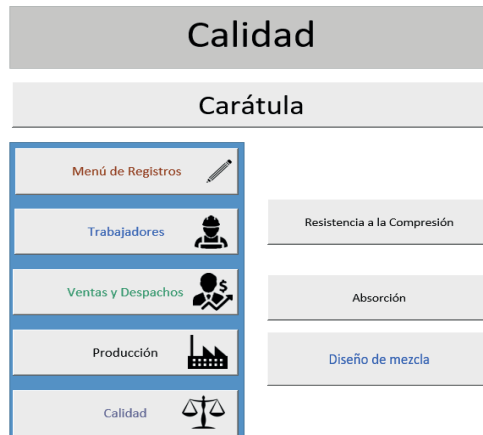 Calidad
Carátula
Menú de Registros
Trabajadores
Ventas y Despachos
Producción
Calidad
Resistencia a la Compresión
Absorción
Diseño de mezcla